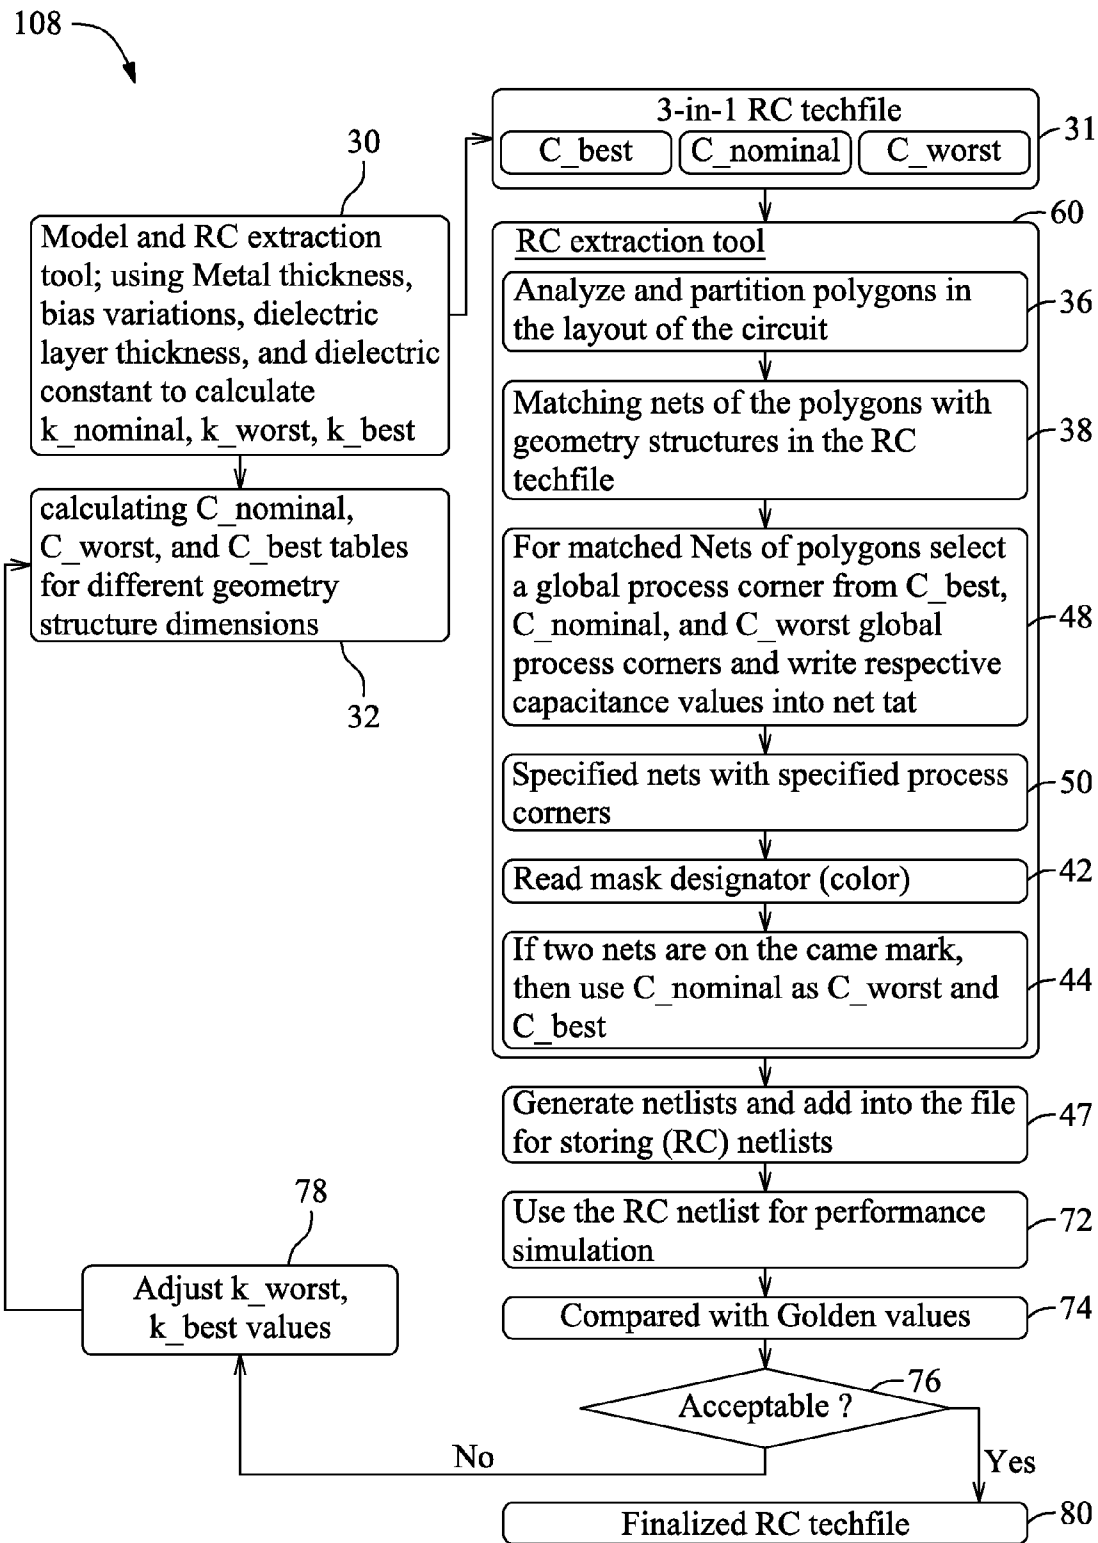 108
3-in-1 RC techfile
C_best
C_nominal
C_worst
31
30
Model and RC extraction
tool; using Metal thickness,
bias variations, dielectric
layer thickness, and dielectric
constant to calculate
k_nominal, k_worst, k_best
calculating C_nominal,
C_worst, and C_best tables
for different geometry
structure dimensions
32
60
RC extraction tool
Analyze and partition polygons in
the layout of the circuit
36
Matching nets of the polygons with
geometry structures in the RC
techfile
38
For matched Nets of polygons select
a global process corner from C_best,
C_nominal, and C_worst global
process corners and write respective
capacitance values into net tat
48
Specified nets with specified process
corners
50
Read mask designator (color)
42
If two nets are on the came mark,
then use C_nominal as C_worst and
C_best
44
Generate netlists and add into the file
for storing (RC) netlists
47
Use the RC netlist for performance
simulation
72
Compared with Golden values
74
Acceptable ?
76
No
Yes
78
Adjust k_worst,
k_best values
Finalized RC techfile
80